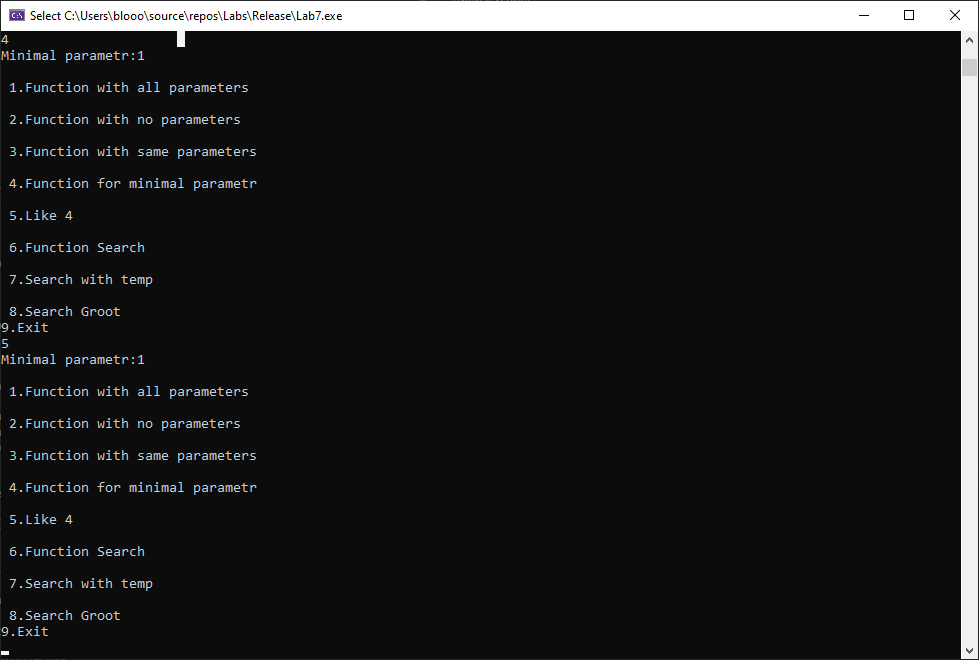 Select C:\Users\blooo\source\repos\Labs\Release\Lab7.exe
4
Minimal parametr:1
1.Function with all parameters
2.Function with no parameters
3.Function with same parameters
4.Function for minimal parametr
5.Like 4
6.Function Search
7.Search with temp
8.Search Groot
9.Exit
5
Minimal parametr:1
1.Function with all parameters
2.Function with no parameters
3.Function with same parameters
4.Function for minimal parametr
5.Like 4
6.Function Search
7.Search with temp
8.Search Groot
9.Exit